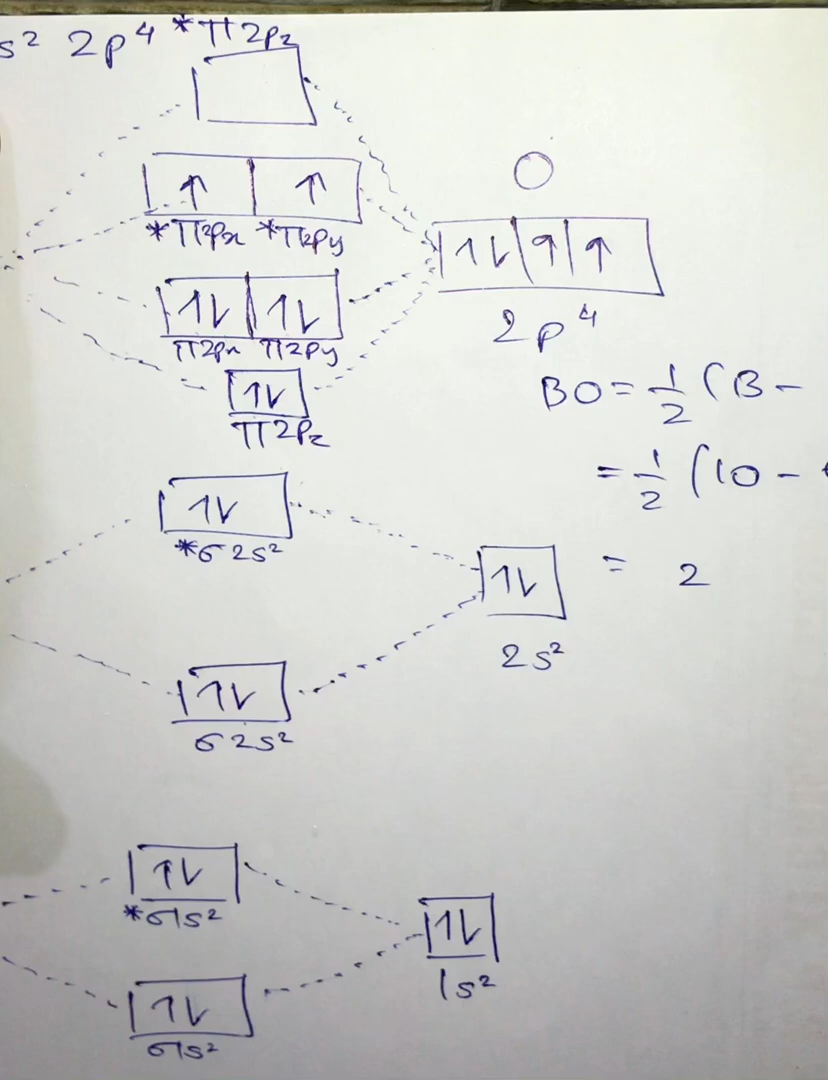 s² 2p⁴ *π2pz
O
↑ ↑
*π2px *π2py
↑↓ ↑ ↑
2p⁴
↑↓ ↑↓
π2px π2py
↑↓
π2pz
BO = 1/2 (B -
= 1/2 (10 -
= 2
↑↓
*σ2s²
↑↓
2s²
↑↓
σ2s²
↑↓
*σ1s²
↑↓
1s²
↑↓
σ1s²